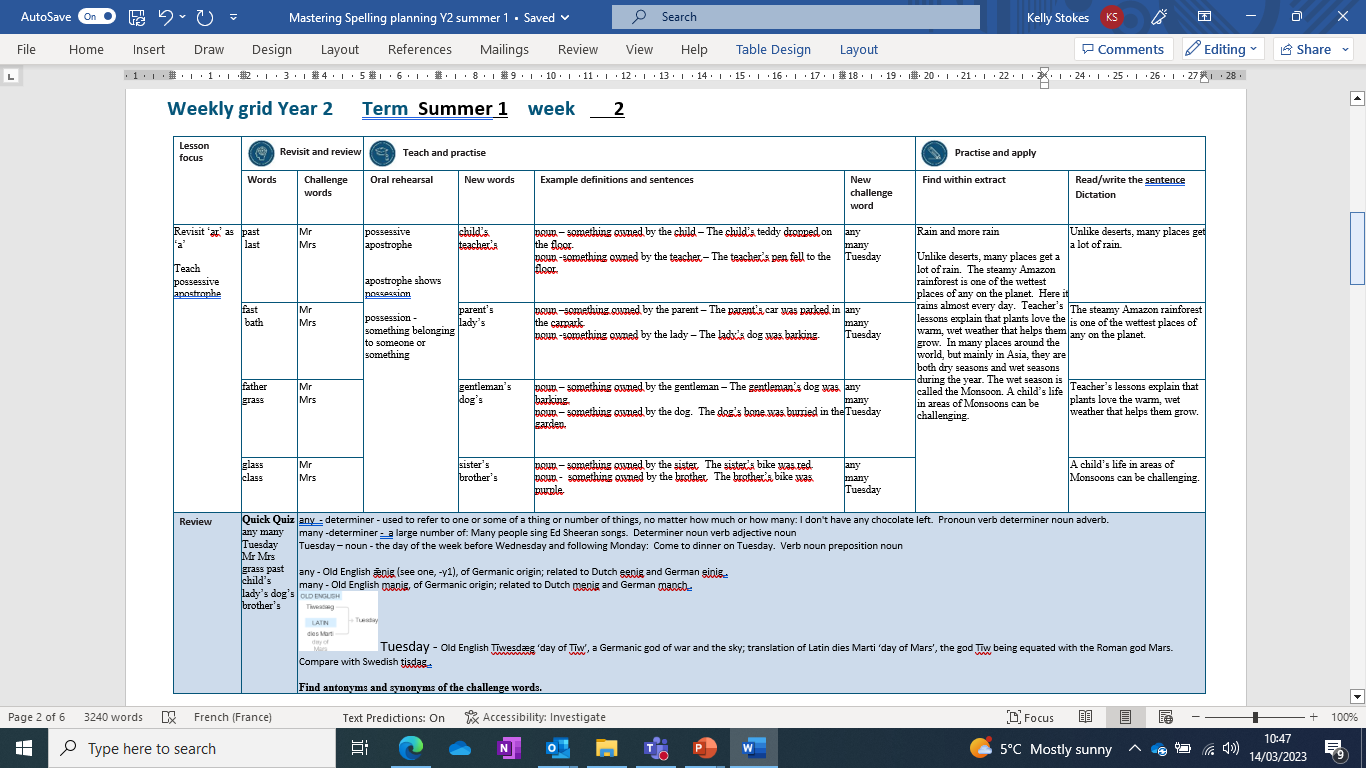 AutoSave On Mastering Spelling planning Y2 summer 1 • Saved Search Kelly Stokes KS
File Home Insert Draw Design Layout References Mailings Review View Help Table Design Layout Comments Editing Share
Weekly grid Year 2 Term Summer 1 week 2
Lesson focus
Revisit and review
Teach and practise
Practise and apply
Words
Challenge words
Oral rehearsal
New words
Example definitions and sentences
New challenge word
Find within extract
Read/write the sentence
Dictation
Revisit ‘ar’ as
‘a’
Teach
possessive
apostrophe
past
last
Mr
Mrs
possessive
apostrophe
apostrophe shows
possession
possession -
something belonging
to someone or
something
child’s
teacher’s
noun – something owned by the child – The child’s teddy dropped on
the floor.
noun -something owned by the teacher – The teacher’s pen fell to the
floor.
any
many
Tuesday
Rain and more rain
Unlike deserts, many places get a
lot of rain. The steamy Amazon
rainforest is one of the wettest
places of any on the planet. Here it
rains almost every day. Teacher’s
lessons explain that plants love the
warm, wet weather that helps them
grow. In many places around the
world, but mainly in Asia, they are
both dry seasons and wet seasons
during the year. The wet season is
called the Monsoon. A child’s life
in areas of Monsoons can be
challenging.
Unlike deserts, many places get
a lot of rain.
fast
bath
Mr
Mrs
parent’s
lady’s
noun –something owned by the parent – The parent’s car was parked in
the carpark.
noun -something owned by the lady – The lady’s dog was barking.
any
many
Tuesday
The steamy Amazon rainforest
is one of the wettest places of
any on the planet.
father
grass
Mr
Mrs
gentleman’s
dog’s
noun – something owned by the gentleman – The gentleman’s dog was
barking.
noun – something owned by the dog. The dog’s bone was burried in the
garden.
any
many
Tuesday
Teacher’s lessons explain that
plants love the warm, wet
weather that helps them grow.
glass
class
Mr
Mrs
sister’s
brother’s
noun – something owned by the sister. The sister’s bike was red.
noun - something owned by the brother. The brother’s bike was
purple.
any
many
Tuesday
A child’s life in areas of
Monsoons can be challenging.
Review
Quick Quiz
any many
Tuesday
Mr Mrs
grass past
child’s
lady’s dog’s
brother’s
any - determiner - used to refer to one or some of a thing or number of things, no matter how much or how many: I don't have any chocolate left. Pronoun verb determiner noun adverb.
many -determiner - a large number of: Many people sing Ed Sheeran songs. Determiner noun verb adjective noun
Tuesday – noun - the day of the week before Wednesday and following Monday: Come to dinner on Tuesday. Verb noun preposition noun
any - Old English ǣnig (see one, -y1), of Germanic origin; related to Dutch eenig and German einig.
many - Old English manig, of Germanic origin; related to Dutch menig and German manch.
OLD ENGLISH
Tīwesdæg
LATIN
dies Marti
day of
Mars
Tuesday
Tuesday - Old English Tīwesdæg ‘day of Tīw’, a Germanic god of war and the sky; translation of Latin dies Marti ‘day of Mars’, the god Tīw being equated with the Roman god Mars.
Compare with Swedish tisdag.
Find antonyms and synonyms of the challenge words.
Page 2 of 6 3240 words French (France) Text Predictions: On Accessibility: Investigate Focus 100%
Type here to search 5°C Mostly sunny 10:47
14/03/2023 9